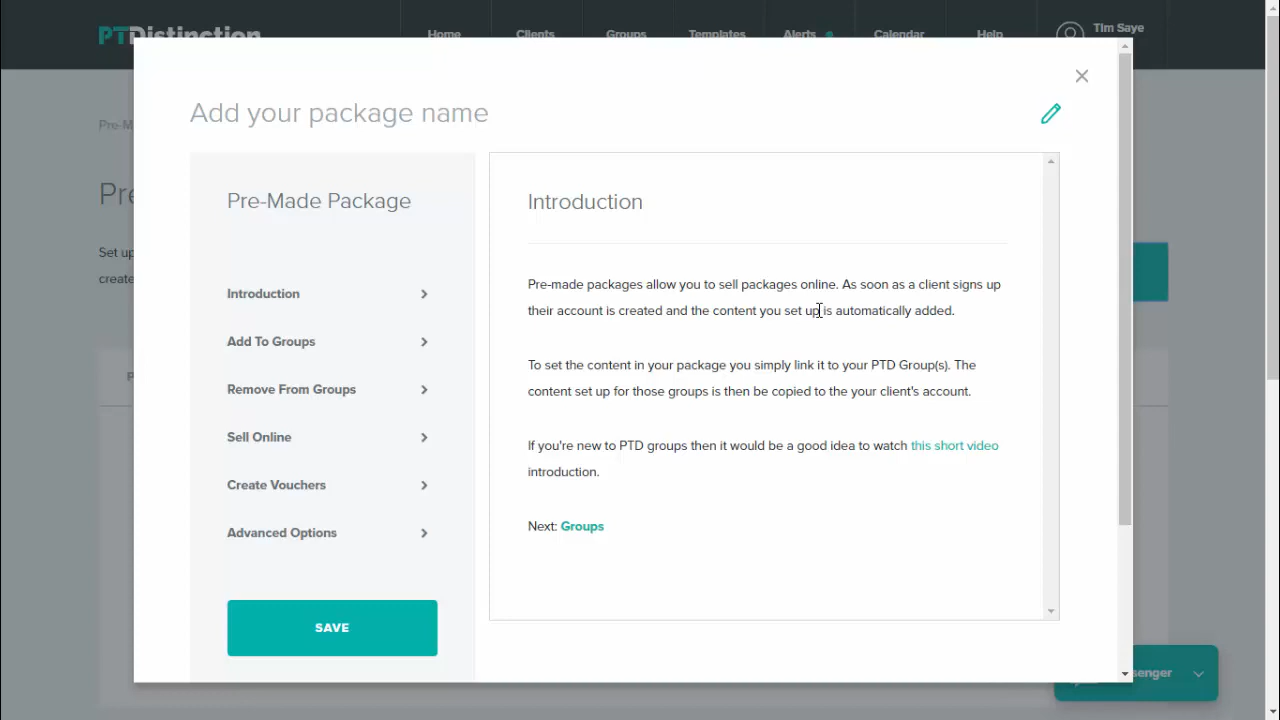 PTDistinction
Home
Clients
Groups
Templates
Alerts
Calendar
Help
Tim Saye
Add your package name
Pre-Made Package
Introduction
Add To Groups
Remove From Groups
Sell Online
Create Vouchers
Advanced Options
SAVE
Introduction
Pre-made packages allow you to sell packages online. As soon as a client signs up
their account is created and the content you set up is automatically added.
To set the content in your package you simply link it to your PTD Group(s). The
content set up for those groups is then be copied to the your client's account.
If you're new to PTD groups then it would be a good idea to watch this short video
introduction.
Next: Groups
Pre-M
Pre
Set up
create
P
senger